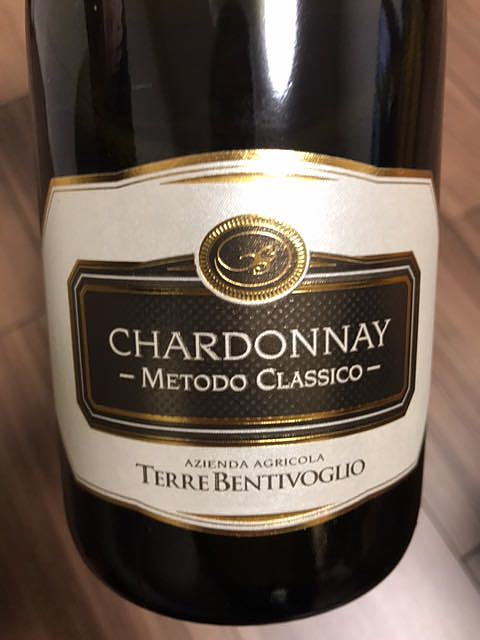 CHARDONNAY
– METODO CLASSICO –
AZIENDA AGRICOLA
TERRE BENTIVOGLIO